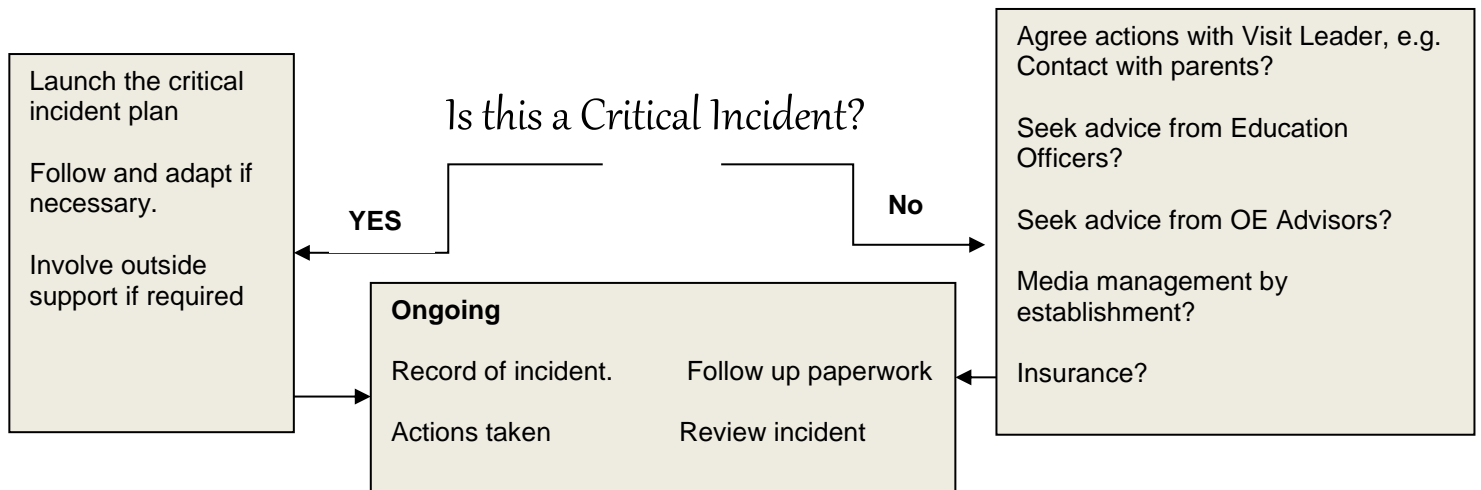 Is this a Critical Incident?
YES
No
Launch the critical
incident plan
Follow and adapt if
necessary.
Involve outside
support if required
Agree actions with Visit Leader, e.g.
Contact with parents?
Seek advice from Education
Officers?
Seek advice from OE Advisors?
Media management by
establishment?
Insurance?
Ongoing
Record of incident. Follow up paperwork
Actions taken Review incident